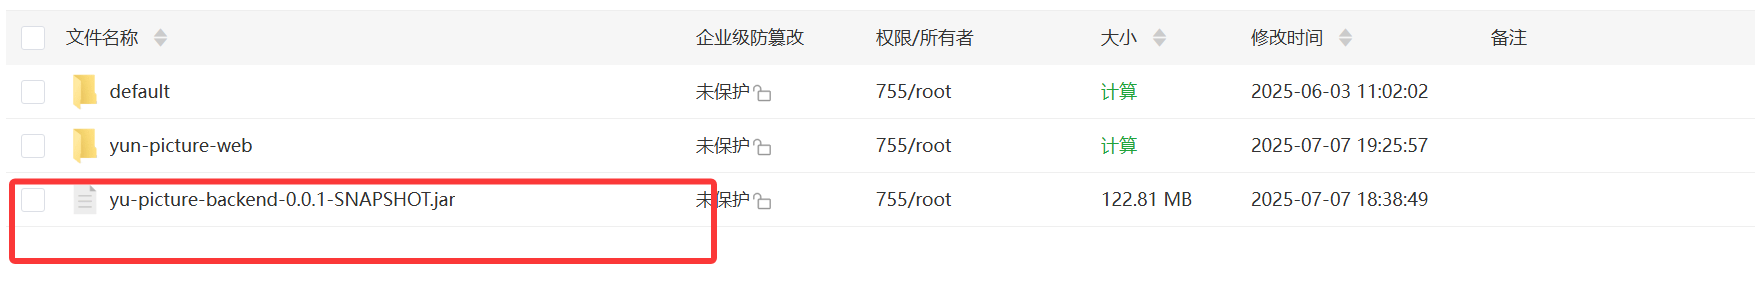 文件名称 企业级防篡改 权限/所有者 大小 修改时间 备注
default 未保护 755/root 计算 2025-06-03 11:02:02
yun-picture-web 未保护 755/root 计算 2025-07-07 19:25:57
yu-picture-backend-0.0.1-SNAPSHOT.jar 未保护 755/root 122.81 MB 2025-07-07 18:38:49